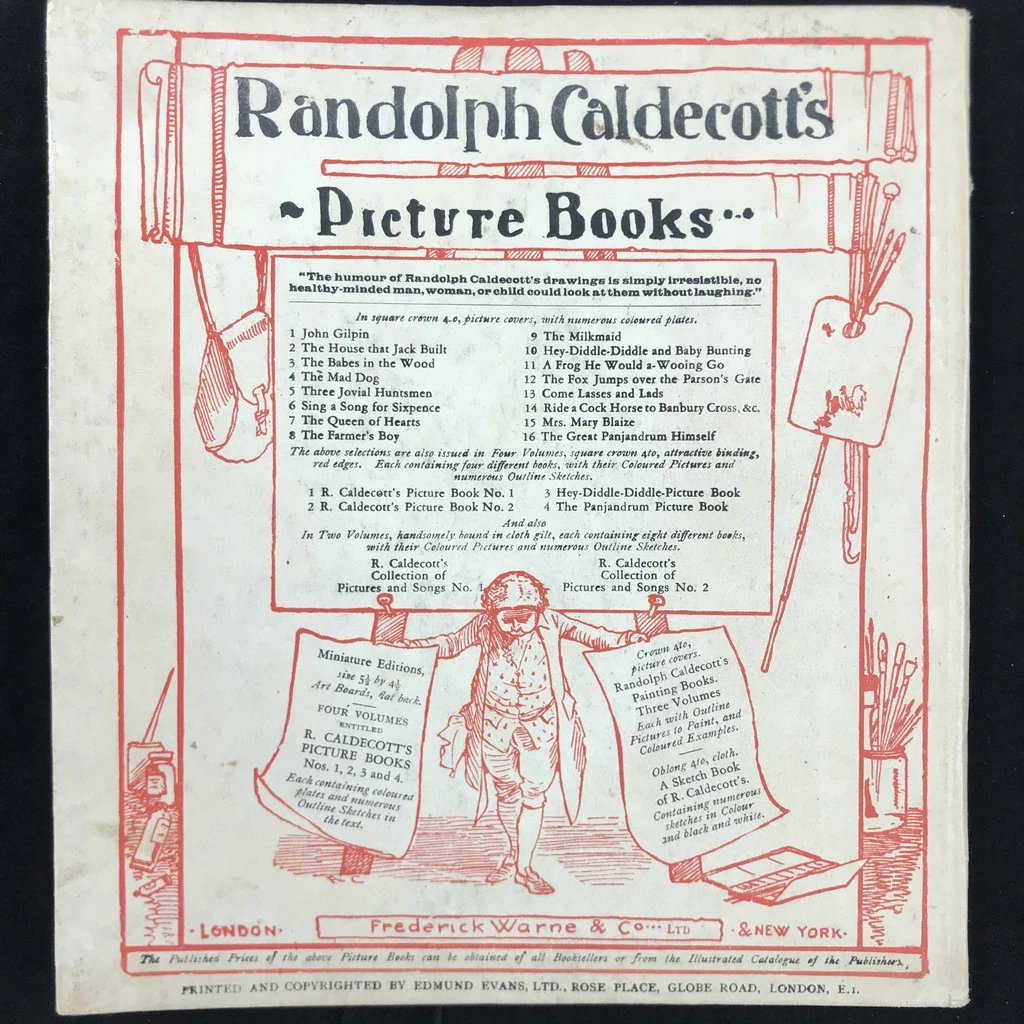 Randolph Caldecott's
~Picture Books...
"The humour of Randolph Caldecott's drawings is simply irresistible, no
healthy-minded man, woman, or child could look at them without laughing."
In square crown 4.o, picture covers, with numerous coloured plates.
1 John Gilpin
2 The House that Jack Built
3 The Babes in the Wood
4 The Mad Dog
5 Three Jovial Huntsmen
6 Sing a Song for Sixpence
7 The Queen of Hearts
8 The Farmer's Boy
9 The Milkmaid
10 Hey-Diddle-Diddle and Baby Bunting
11 A Frog He Would a-Wooing Go
12 The Fox Jumps over the Parson's Gate
13 Come Lasses and Lads
14 Ride a Cock Horse to Banbury Cross, &c.
15 Mrs. Mary Blaize
16 The Great Panjandrum Himself
The above selections are also issued in Four Volumes, square crown 4to, attractive binding,
red edges. Each containing four different books, with their Coloured Pictures and
numerous Outline Sketches.
1 R. Caldecott's Picture Book No. 1
2 R. Caldecott's Picture Book No. 2
3 Hey-Diddle-Diddle-Picture Book
4 The Panjandrum Picture Book
And also
In Two Volumes, handsomely bound in cloth gilt, each containing eight different books,
with their Coloured Pictures and numerous Outline Sketches.
R. Caldecott's
Collection of
Pictures and Songs No. 1
R. Caldecott's
Collection of
Pictures and Songs No. 2
Miniature Editions,
size 5½ by 4½
Art Boards, flat back.
FOUR VOLUMES
ENTITLED
R. CALDECOTT'S
PICTURE BOOKS
Nos. 1, 2, 3 and 4.
Each containing coloured
plates and numerous
Outline Sketches in
the text.
Crown 4to,
picture covers.
Randolph Caldecott's
Painting Books.
Three Volumes
Each with Outline
Pictures to Paint, and
Coloured Examples.
Oblong 4to, cloth.
A Sketch Book
of R. Caldecott's.
Containing numerous
sketches in Colour
and black and white.
R C
·LONDON· Frederick Warne & Co... LTD ·& NEW YORK·
The Published Prices of the above Picture Books can be obtained of all Booksellers or from the Illustrated Catalogue of the Publishers.
PRINTED AND COPYRIGHTED BY EDMUND EVANS, LTD., ROSE PLACE, GLOBE ROAD, LONDON, E.1.